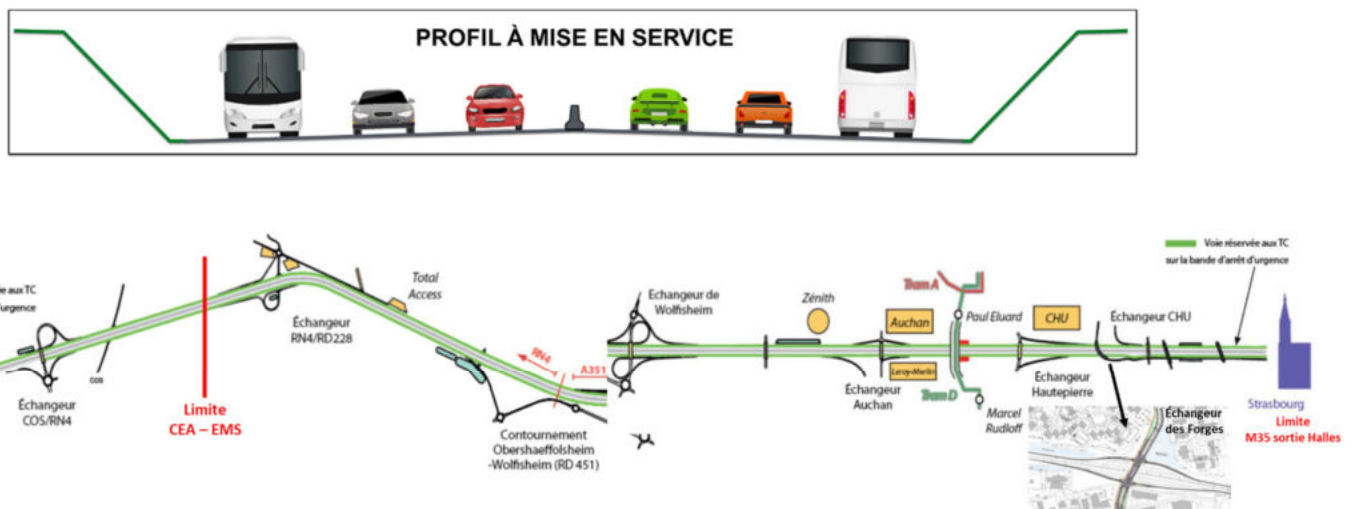 PROFIL À MISE EN SERVICE
Voie réservée aux TC
sur la bande d'arrêt d'urgence
e aux TC
'urgence
Échangeur
COS/RN4
COS
Limite
CEA – EMS
Échangeur
RN4/RD228
Total
Access
RN4
A351
Contournement
Obershaeffolsheim
-Wolfisheim (RD 451)
Echangeur de
Wolfisheim
Zénith
Tram A
Auchan
Paul Eluard
CHU
Échangeur CHU
Échangeur
Auchan
Leroy-Merlin
Tram D
Marcel
Rudloff
Échangeur
Hautepierre
Échangeur
des Forges
Strasbourg
Limite
M35 sortie Halles